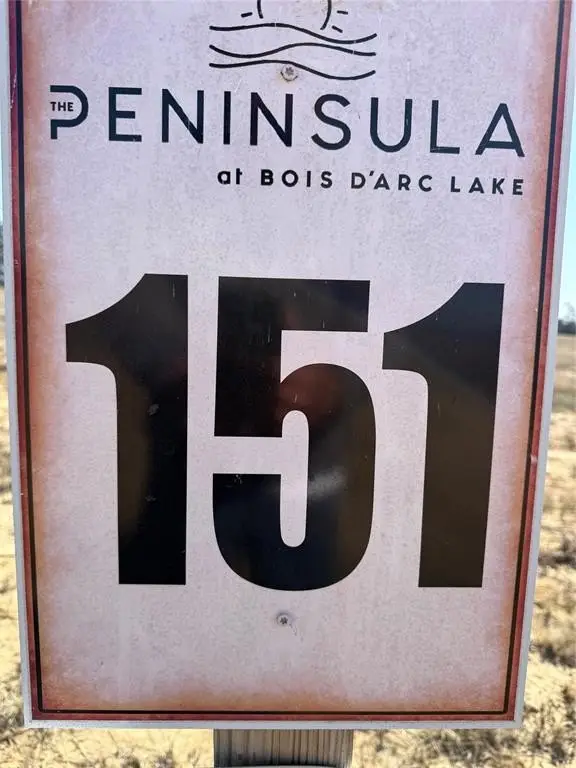 THE PENINSULA
at BOIS D'ARC LAKE
151